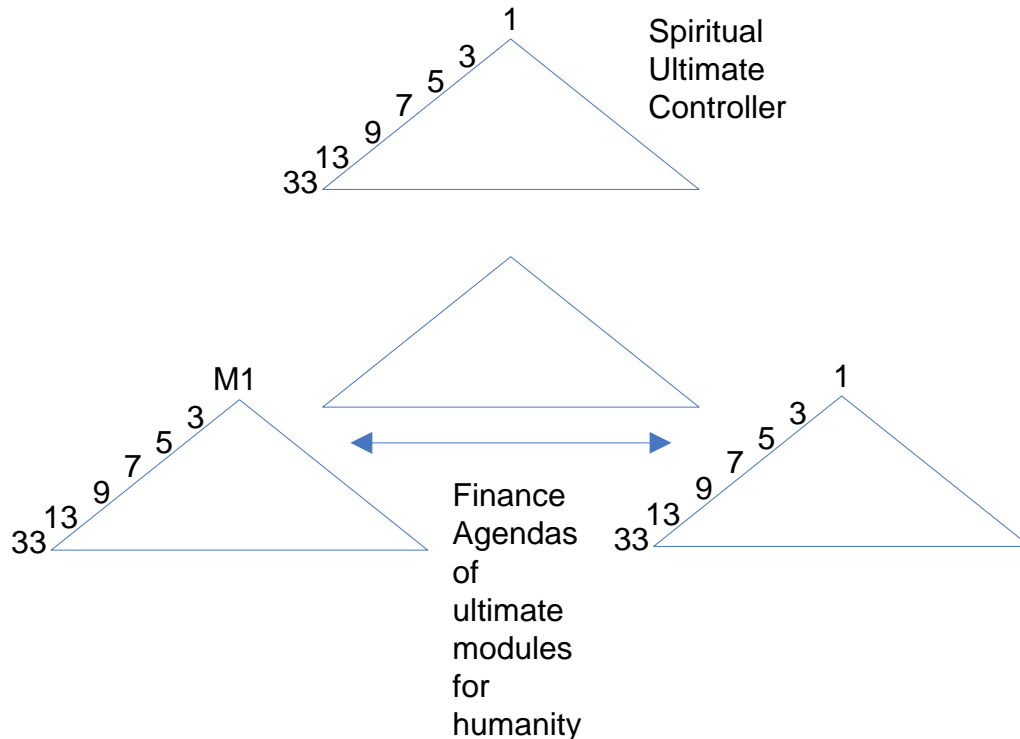 1
3
5
7
9
13
33
Spiritual
Ultimate
Controller
M1
3
5
7
9
13
33
Finance
Agendas
of
ultimate
modules
for
humanity
1
3
5
7
9
13
33